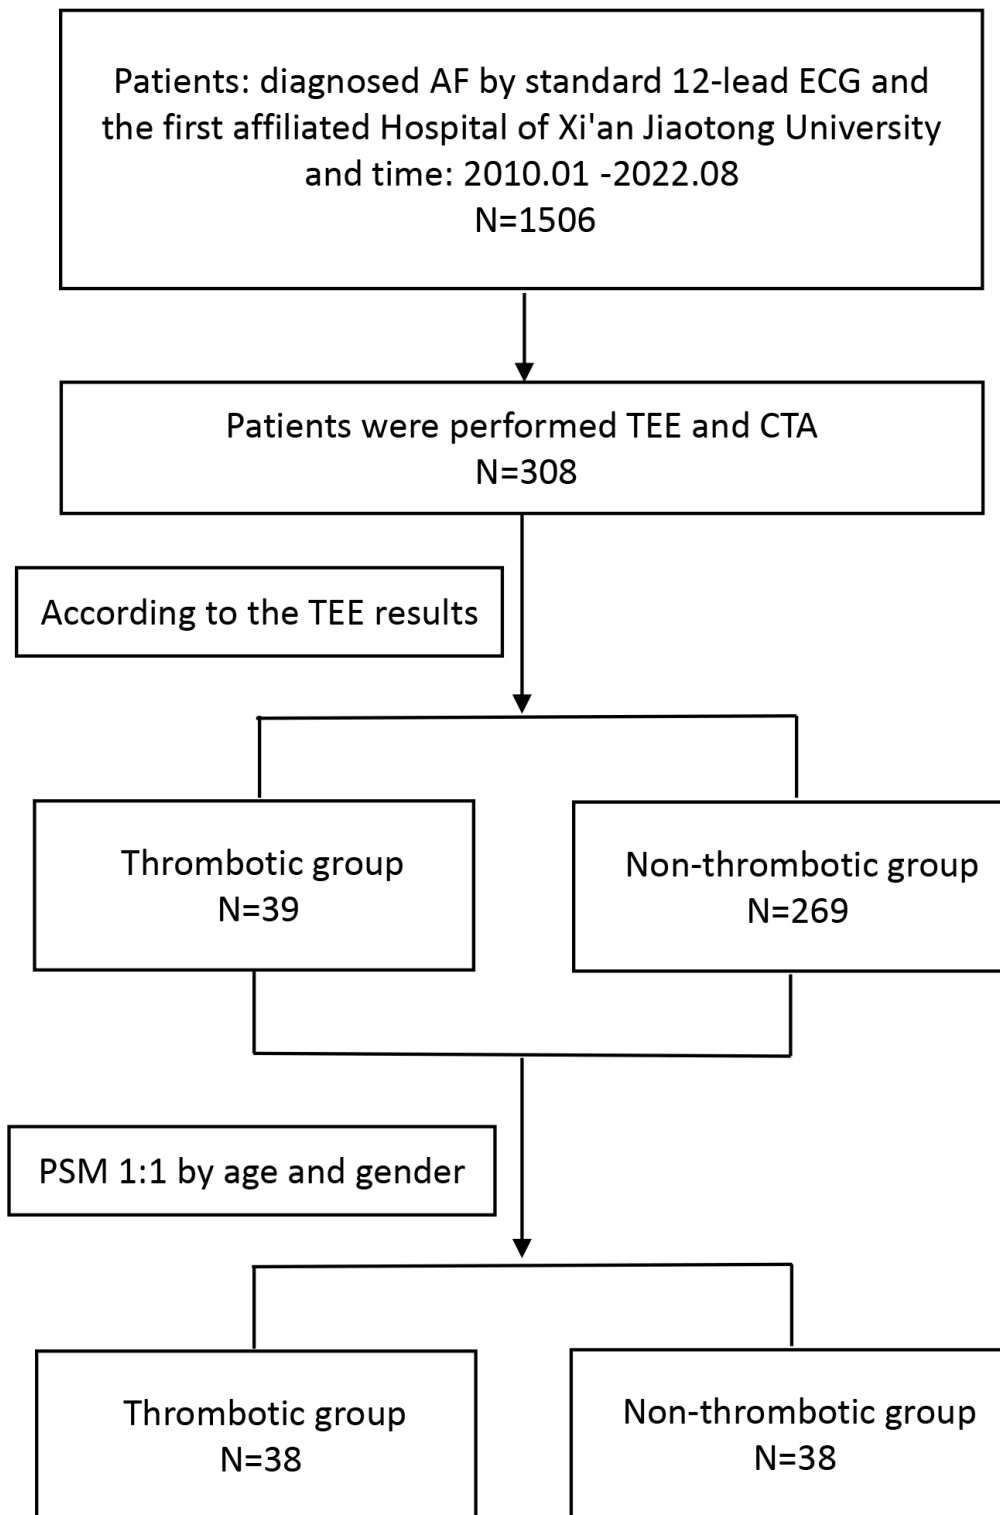 Patients: diagnosed AF by standard 12-lead ECG and
the first affiliated Hospital of Xi'an Jiaotong University
and time: 2010.01 -2022.08
N=1506
Patients were performed TEE and CTA
N=308
According to the TEE results
Thrombotic group
N=39
Non-thrombotic group
N=269
PSM 1:1 by age and gender
Thrombotic group
N=38
Non-thrombotic group
N=38